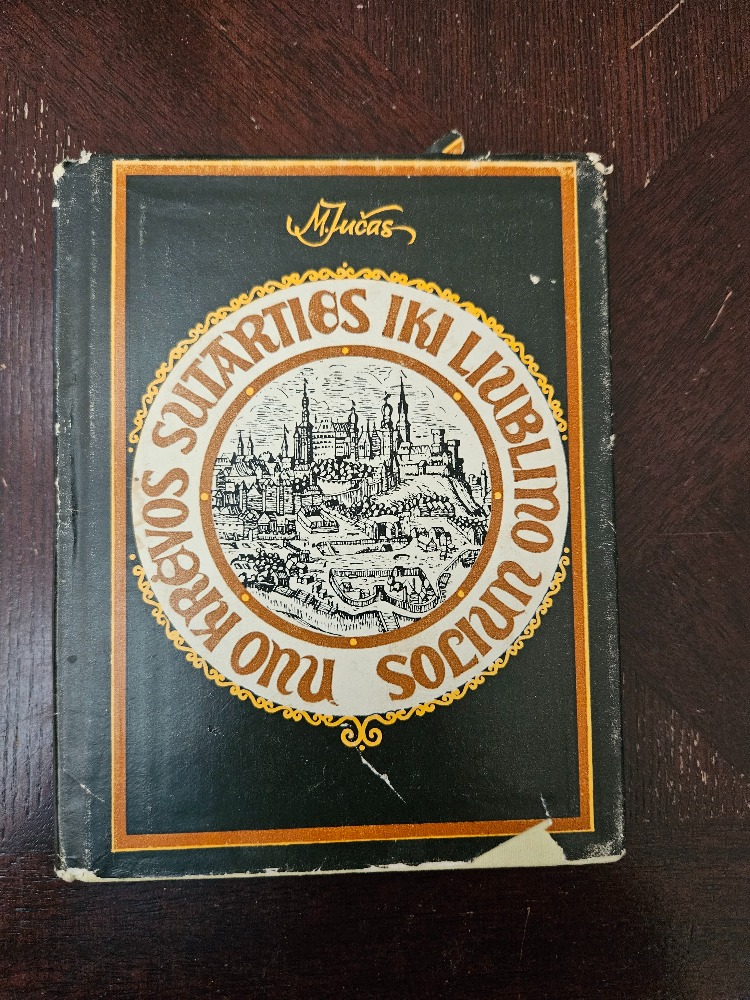 M. Jučas
NUO KRĖVOS SUTARTIES IKI LIUBLINO UNIJOS